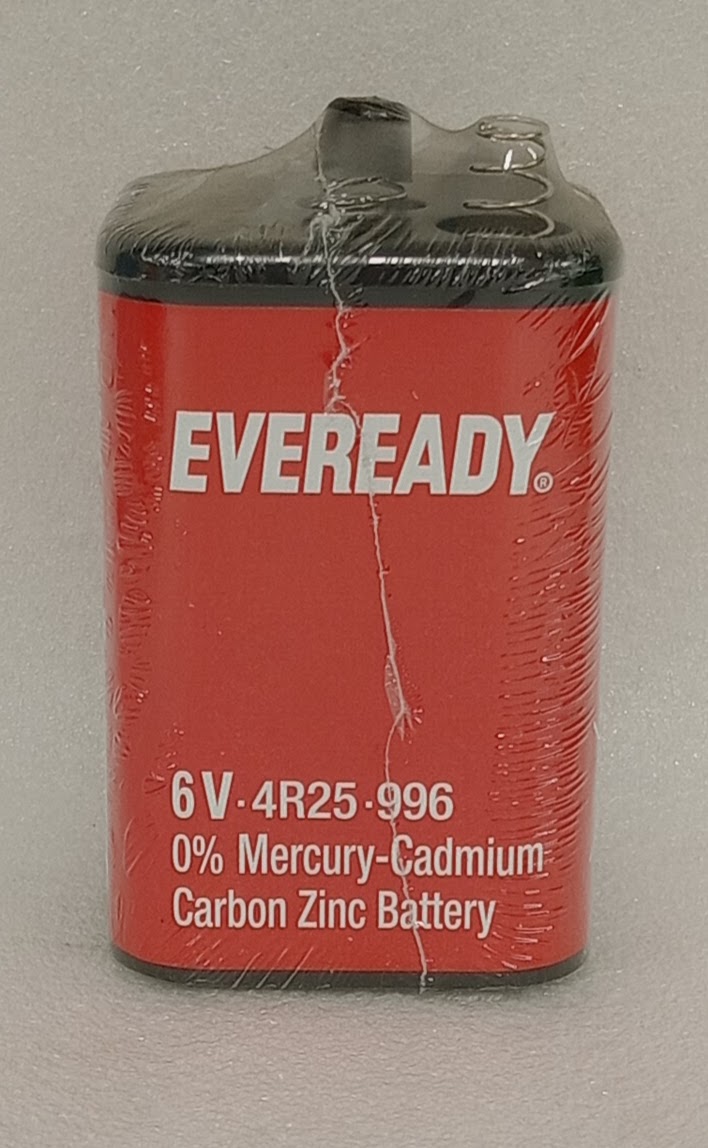 EVEREADY®
6V·4R25·996
0% Mercury-Cadmium
Carbon Zinc Battery